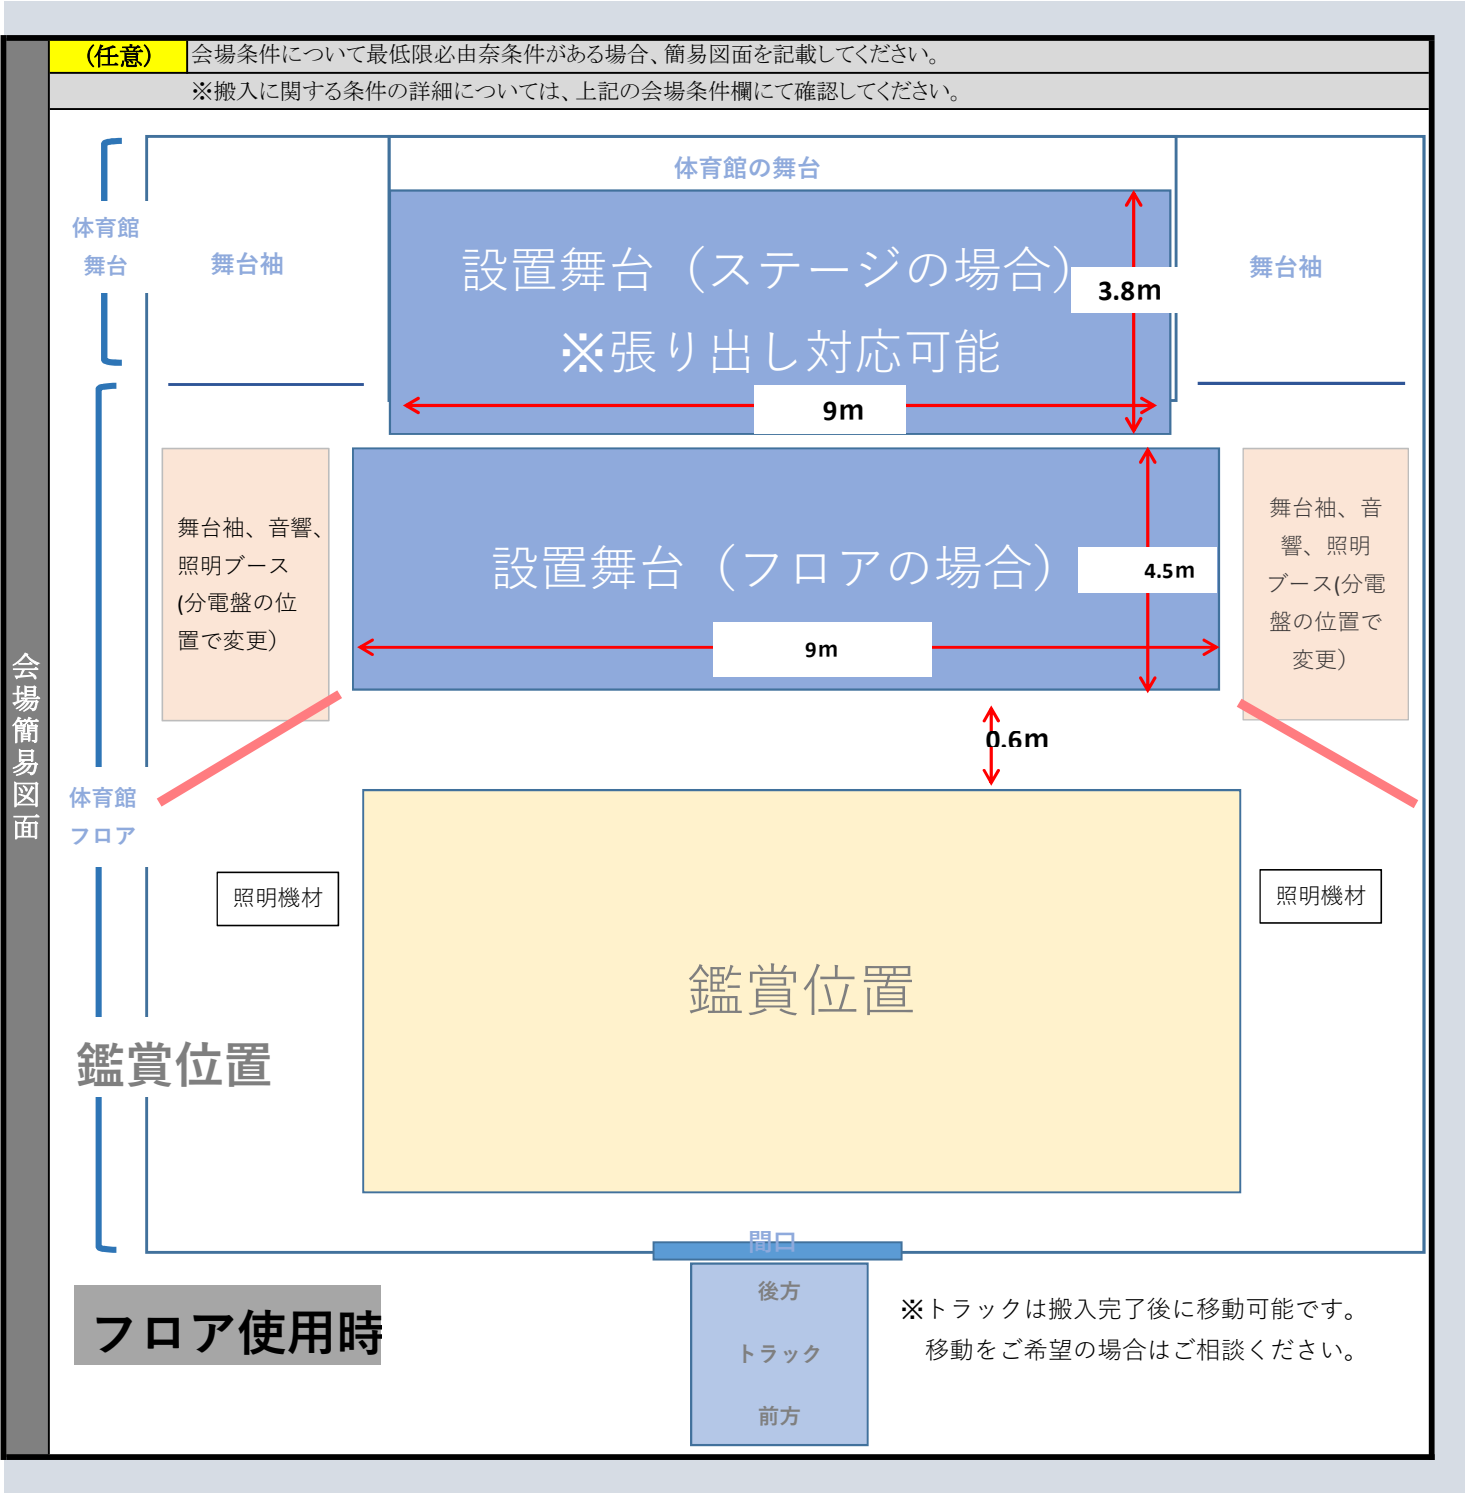 (任意)
会場条件について最低限必由奈条件がある場合、簡易図面を記載してください。
※搬入に関する条件の詳細については、上記の会場条件欄にて確認してください。
会場簡易図面
体育館の舞台
体育館
舞台
舞台袖
設置舞台（ステージの場合）
※張り出し対応可能
舞台袖
3.8m
9m
舞台袖、音響、
照明ブース
(分電盤の位
置で変更）
設置舞台（フロアの場合）
4.5m
9m
舞台袖、音
響、照明
ブース(分電
盤の位置で
変更）
0.6m
体育館
フロア
照明機材
照明機材
鑑賞位置
鑑賞位置
間口
フロア使用時
後方
トラック
前方
※トラックは搬入完了後に移動可能です。
移動をご希望の場合はご相談ください。